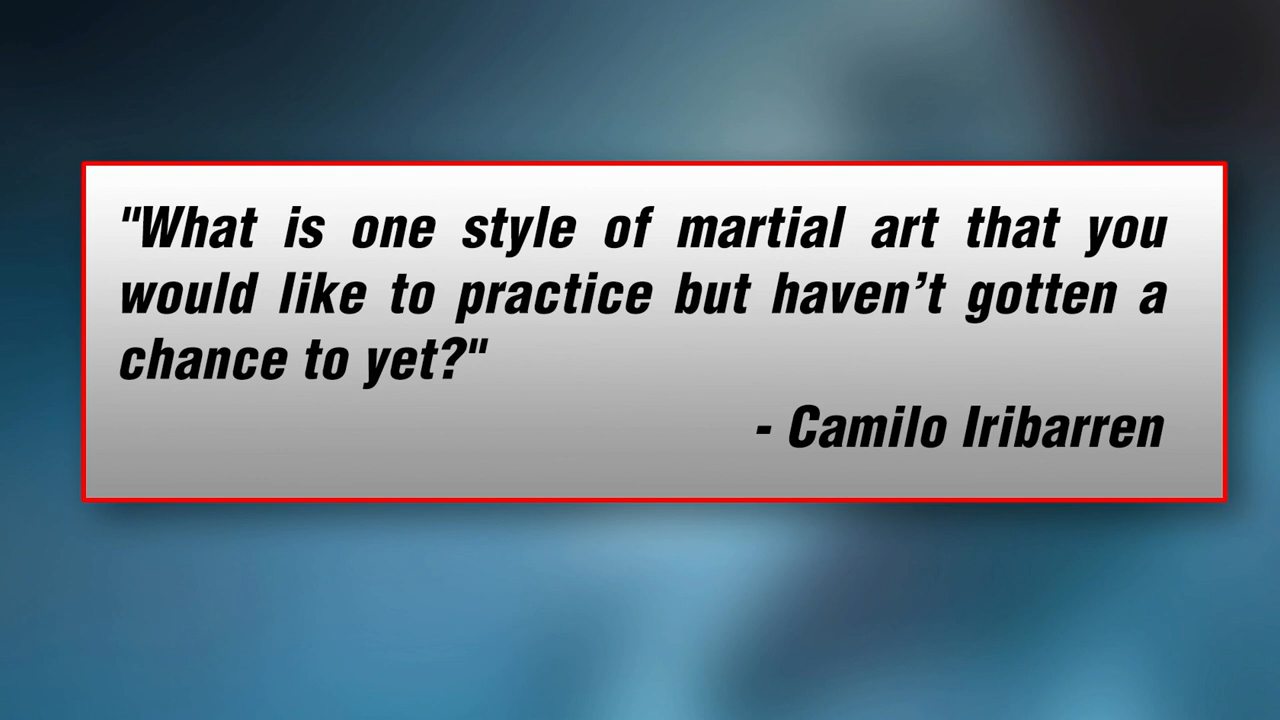 "What is one style of martial art that you
would like to practice but haven’t gotten a
chance to yet?"
- Camilo Iribarren